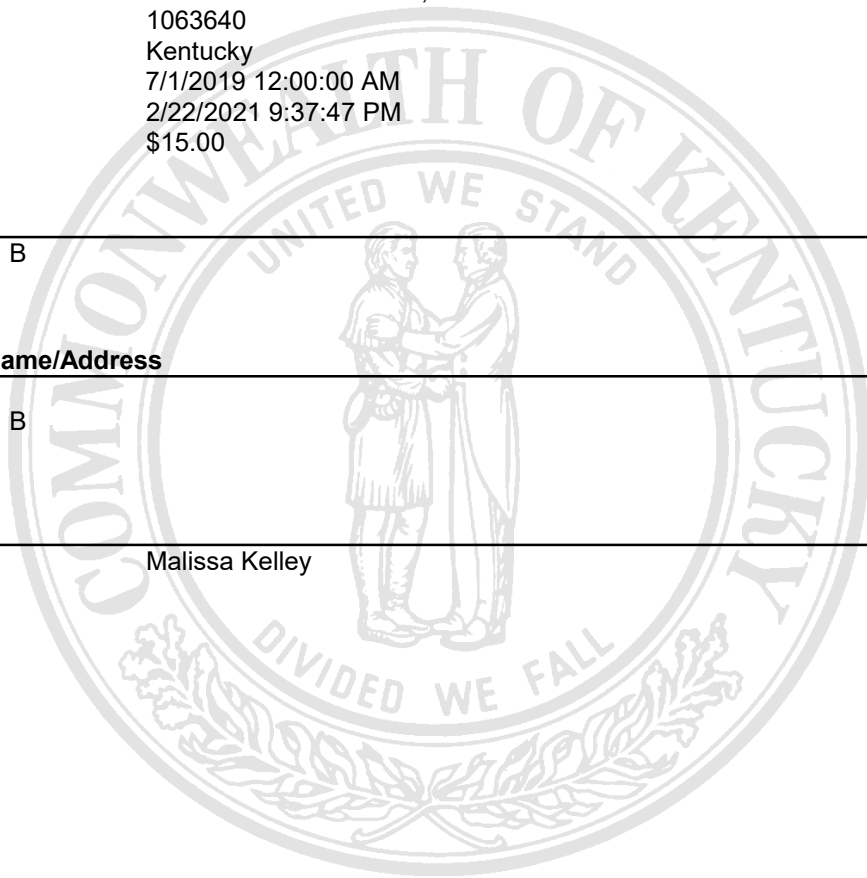 1063640
Kentucky
7/1/2019 12:00:00 AM
2/22/2021 9:37:47 PM
$15.00
B
ame/Address
B
Malissa Kelley
COMMONWEALTH OF KENTUCKY
UNITED WE STAND
DIVIDED WE FALL